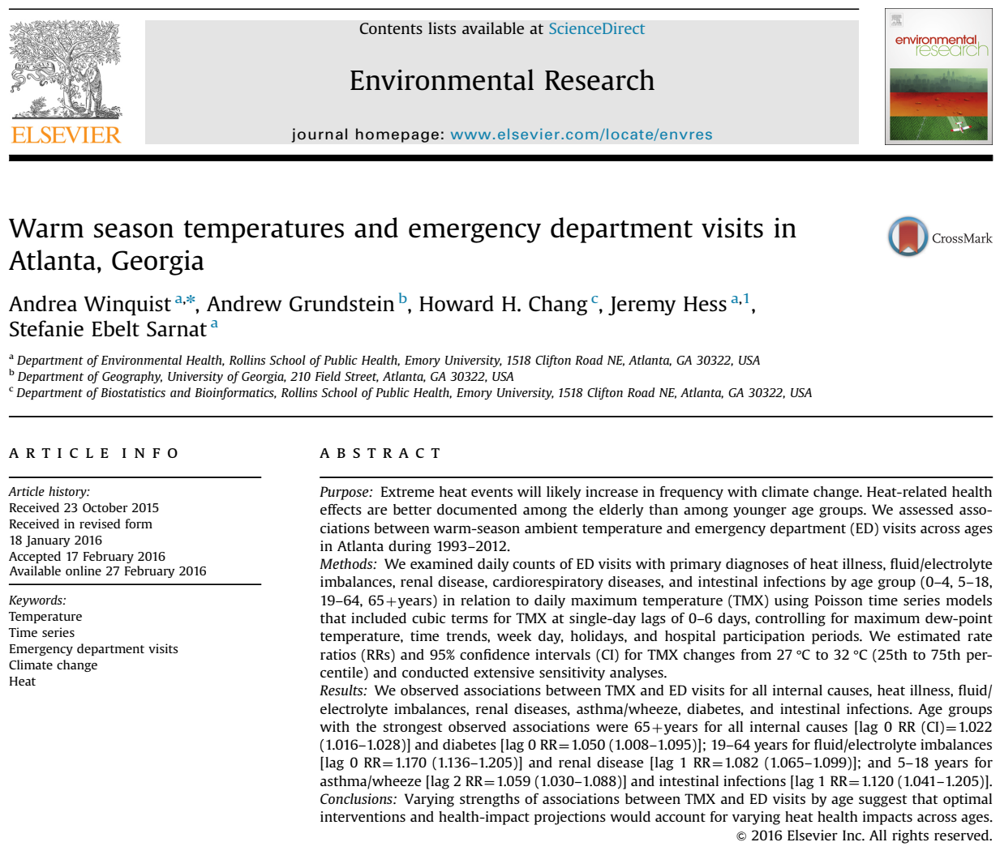 Contents lists available at ScienceDirect
Environmental Research
journal homepage: www.elsevier.com/locate/envres
NON SOLUS
ELSEVIER
environmental
research
Warm season temperatures and emergency department visits in
Atlanta, Georgia
CrossMark
Andrea Winquist a,*, Andrew Grundstein b, Howard H. Chang c, Jeremy Hess a,1,
Stefanie Ebelt Sarnat a
a Department of Environmental Health, Rollins School of Public Health, Emory University, 1518 Clifton Road NE, Atlanta, GA 30322, USA
b Department of Geography, University of Georgia, 210 Field Street, Atlanta, GA 30322, USA
c Department of Biostatistics and Bioinformatics, Rollins School of Public Health, Emory University, 1518 Clifton Road NE, Atlanta, GA 30322, USA
ARTICLE INFO
Article history:
Received 23 October 2015
Received in revised form
18 January 2016
Accepted 17 February 2016
Available online 27 February 2016
Keywords:
Temperature
Time series
Emergency department visits
Climate change
Heat
ABSTRACT
Purpose: Extreme heat events will likely increase in frequency with climate change. Heat-related health
effects are better documented among the elderly than among younger age groups. We assessed asso-
ciations between warm-season ambient temperature and emergency department (ED) visits across ages
in Atlanta during 1993–2012.
Methods: We examined daily counts of ED visits with primary diagnoses of heat illness, fluid/electrolyte
imbalances, renal disease, cardiorespiratory diseases, and intestinal infections by age group (0–4, 5–18,
19–64, 65+years) in relation to daily maximum temperature (TMX) using Poisson time series models
that included cubic terms for TMX at single-day lags of 0–6 days, controlling for maximum dew-point
temperature, time trends, week day, holidays, and hospital participation periods. We estimated rate
ratios (RRs) and 95% confidence intervals (CI) for TMX changes from 27 °C to 32 °C (25th to 75th per-
centile) and conducted extensive sensitivity analyses.
Results: We observed associations between TMX and ED visits for all internal causes, heat illness, fluid/
electrolyte imbalances, renal diseases, asthma/wheeze, diabetes, and intestinal infections. Age groups
with the strongest observed associations were 65+years for all internal causes [lag 0 RR (CI)=1.022
(1.016–1.028)] and diabetes [lag 0 RR=1.050 (1.008–1.095)]; 19–64 years for fluid/electrolyte imbalances
[lag 0 RR=1.170 (1.136–1.205)] and renal disease [lag 1 RR=1.082 (1.065–1.099)]; and 5–18 years for
asthma/wheeze [lag 2 RR=1.059 (1.030–1.088)] and intestinal infections [lag 1 RR=1.120 (1.041–1.205)].
Conclusions: Varying strengths of associations between TMX and ED visits by age suggest that optimal
interventions and health-impact projections would account for varying heat health impacts across ages.
© 2016 Elsevier Inc. All rights reserved.